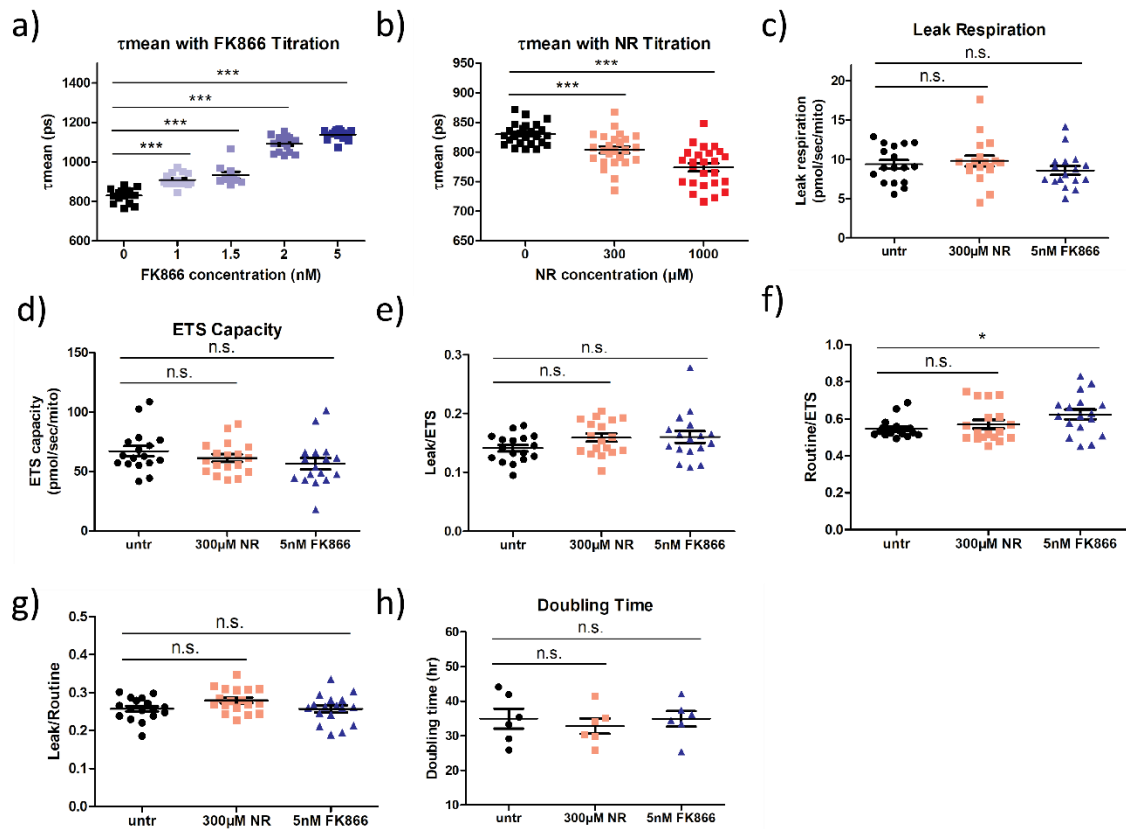 a)
τmean with FK866 Titration
***
***
***
***
1400
1200
1000
800
600
τmean (ps)
0 1 1.5 2 5
FK866 concentration (nM)
b)
τmean with NR Titration
***
***
950
900
850
800
750
700
650
τmean (ps)
0 300 1000
NR concentration (µM)
c)
Leak Respiration
n.s.
n.s.
20
15
10
5
0
Leak respiration
(pmol/sec/mito)
untr 300µM NR 5nM FK866
d)
ETS Capacity
n.s.
n.s.
150
100
50
0
ETS capacity
(pmol/sec/mito)
untr 300µM NR 5nM FK866
e)
n.s.
n.s.
0.3
0.2
0.1
0.0
Leak/ETS
untr 300µM NR 5nM FK866
f)
*
n.s.
1.0
0.8
0.6
0.4
0.2
0.0
Routine/ETS
untr 300µM NR 5nM FK866
g)
n.s.
n.s.
0.5
0.4
0.3
0.2
0.1
0.0
Leak/Routine
untr 300µM NR 5nM FK866
h)
Doubling Time
n.s.
n.s.
60
50
40
30
20
10
Doubling time (hr)
untr 300µM NR 5nM FK866